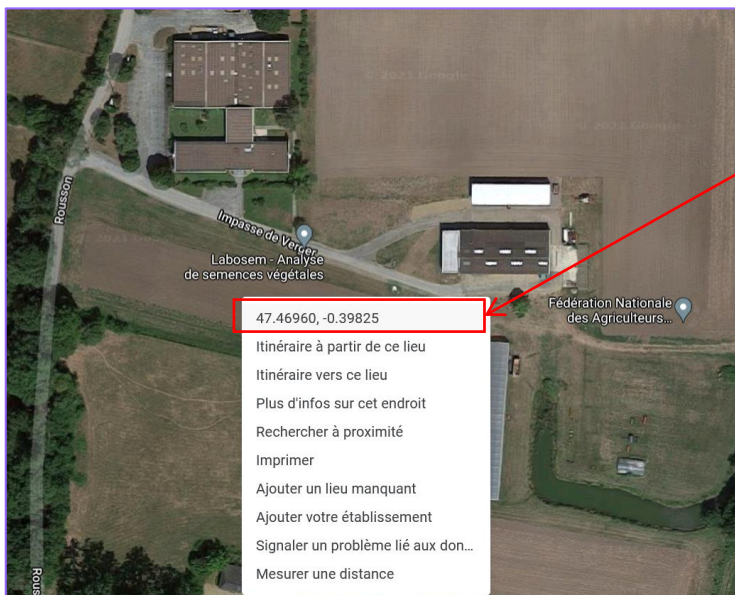 © 2023 Google
Rousson
Impasse de Verger
Labosem - Analyse
de semences végétales
Fédération Nationale
des Agriculteurs...
47.46960, -0.39825
Itinéraire à partir de ce lieu
Itinéraire vers ce lieu
Plus d'infos sur cet endroit
Rechercher à proximité
Imprimer
Ajouter un lieu manquant
Ajouter votre établissement
Signaler un problème lié aux don...
Mesurer une distance
Rous